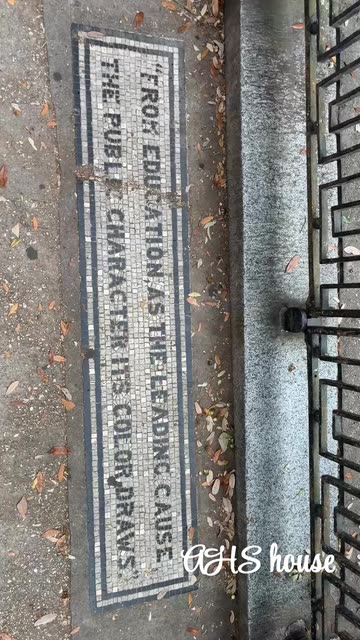 "FROM EDUCATION AS THE LEADING CAUSE
THE PUBLIC CHARACTER ITS COLOR DRAWS"
AHS house